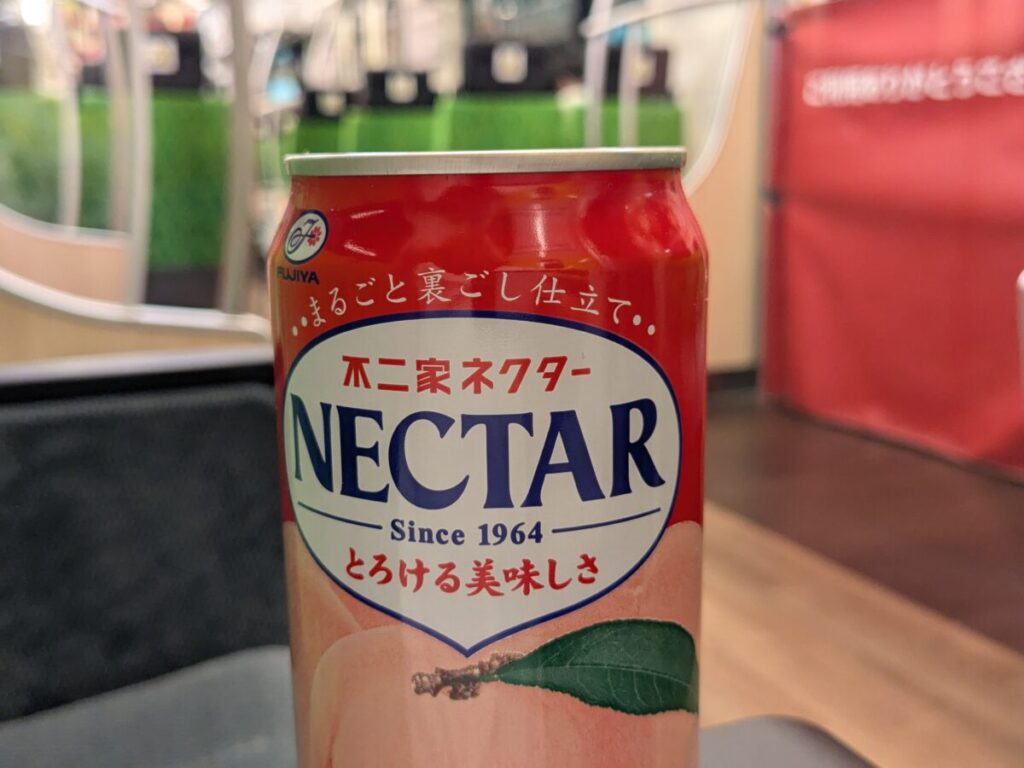 FUJIYA
まるごと裏ごし仕立て
不二家ネクター
NECTAR
Since 1964
とろける美味しさ